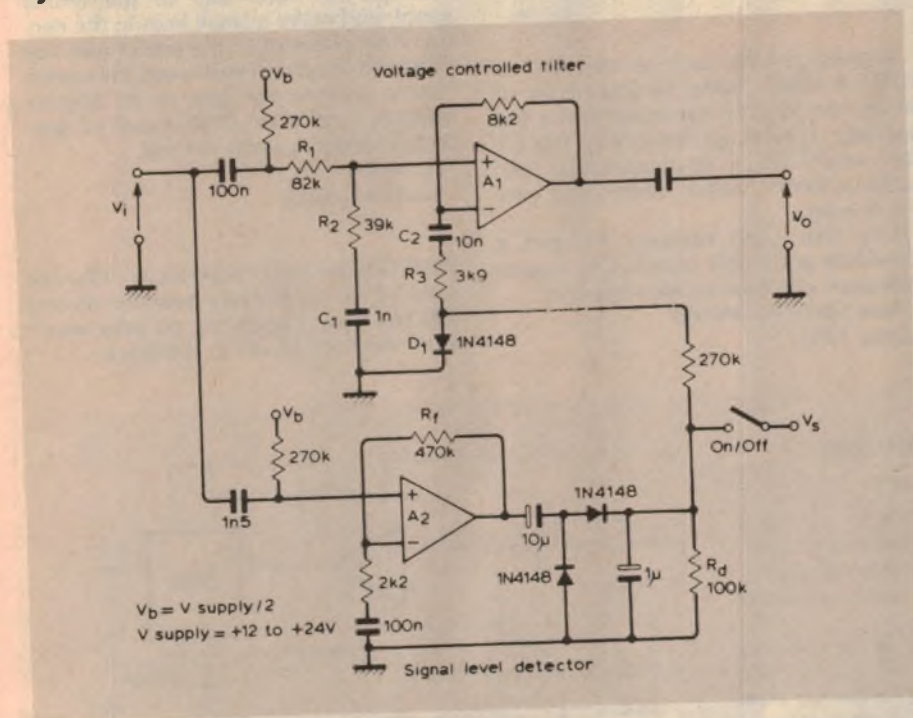 Voltage controlled filter
Vb
270k
8k2
R1
82k
100n
A1
+
−
Vi
Vo
R2
39k
C2
10n
R3
3k9
C1
1n
D1
1N4148
270k
Vb
270k
Rf
470k
On/Off
Vs
1N4148
+
−
A2
1n5
10μ
1N4148
1μ
Rd
100k
2k2
100n
Vb = V supply/2
V supply = +12 to +24V
Signal level detector